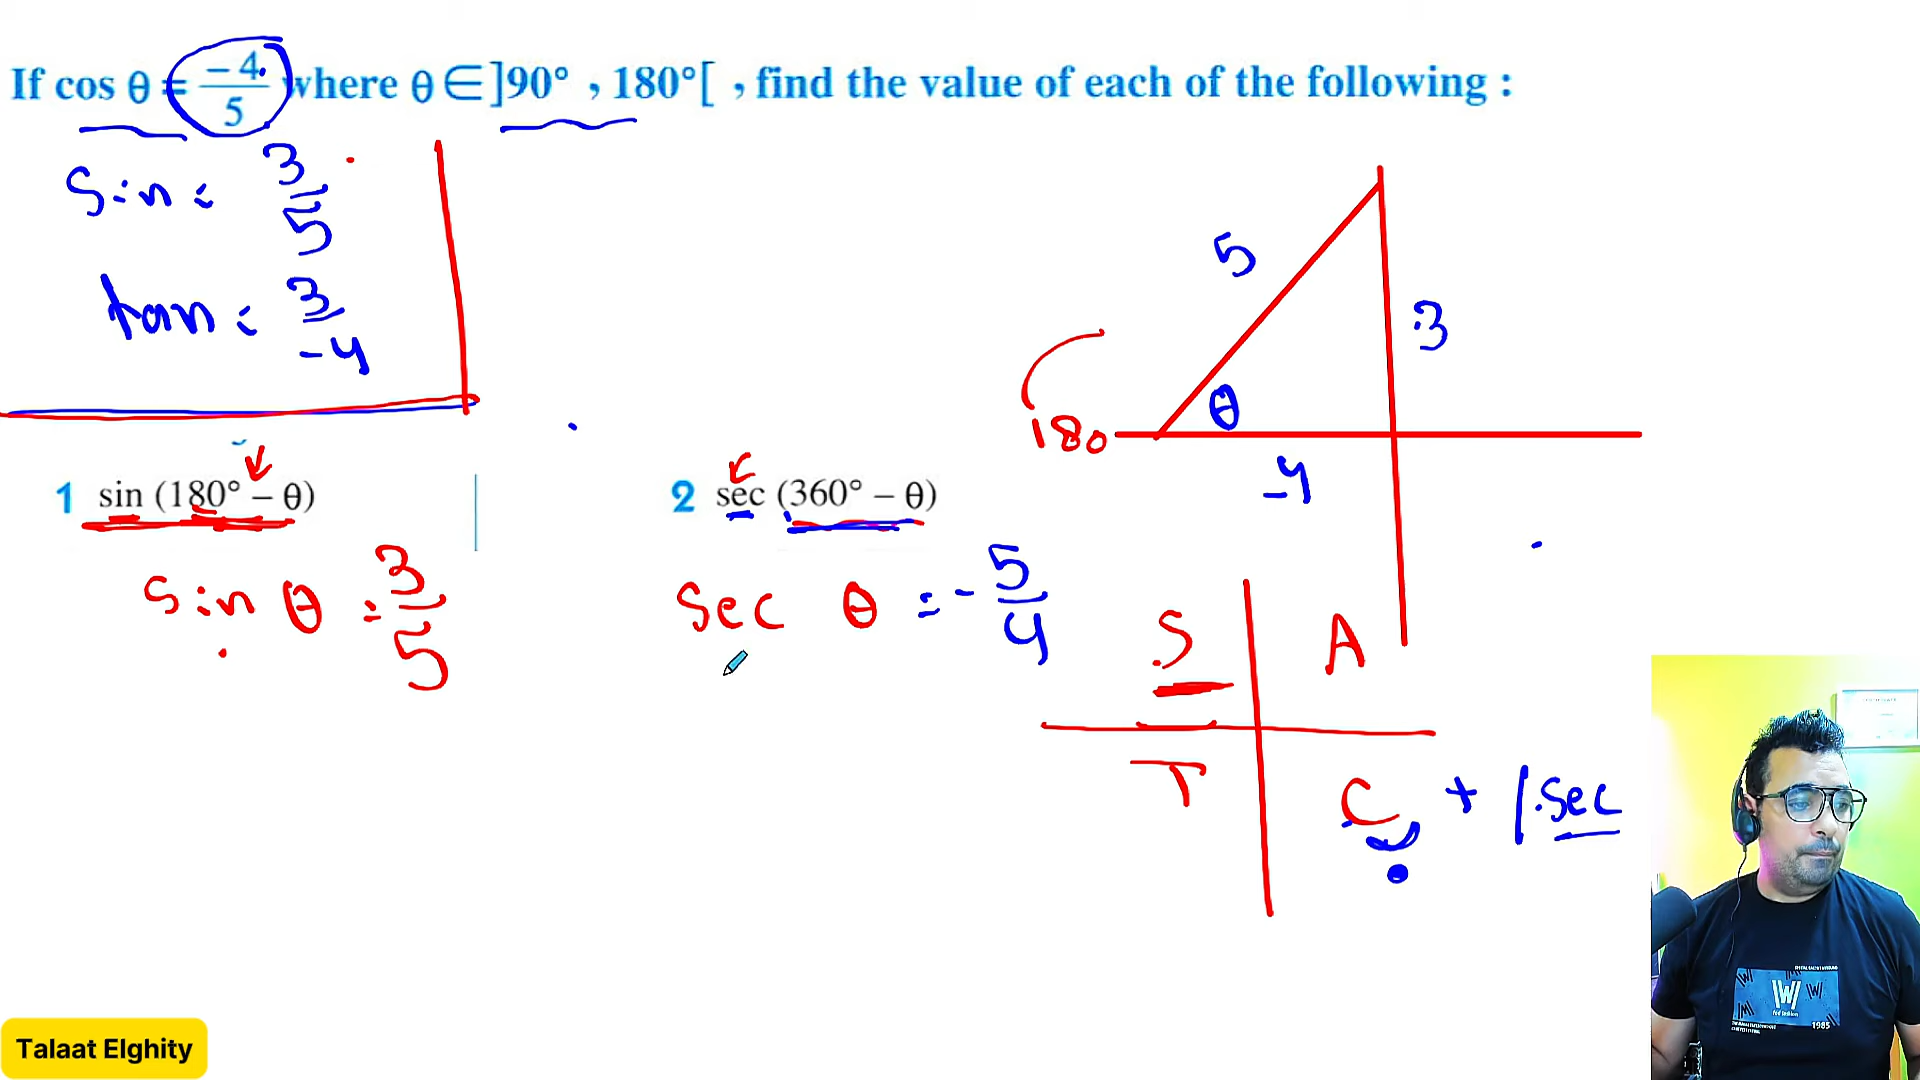 If cos θ = -4/5 where θ ∈ ]90° , 180°[ , find the value of each of the following :
sin = 3/5
tan = 3/-4
5
3
θ
180
-4
1 sin (180° – θ)
2 sec (360° – θ)
sin θ = 3/5
sec θ = - 5/4
S A
T C + / sec
1985
Talaat Elghity